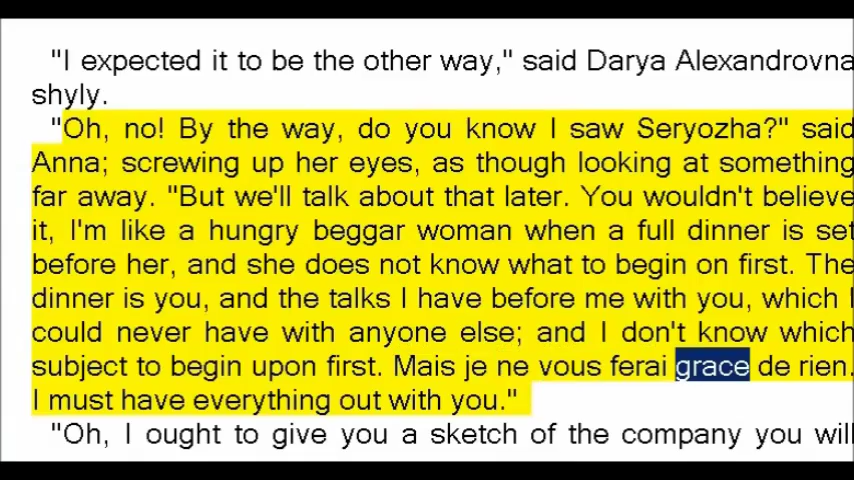 "I expected it to be the other way," said Darya Alexandrovna
shyly.
"Oh, no! By the way, do you know I saw Seryozha?" said
Anna; screwing up her eyes, as though looking at something
far away. "But we'll talk about that later. You wouldn't believe
it, I'm like a hungry beggar woman when a full dinner is set
before her, and she does not know what to begin on first. The
dinner is you, and the talks I have before me with you, which I
could never have with anyone else; and I don't know which
subject to begin upon first. Mais je ne vous ferai grace de rien.
I must have everything out with you."
"Oh, I ought to give you a sketch of the company you will